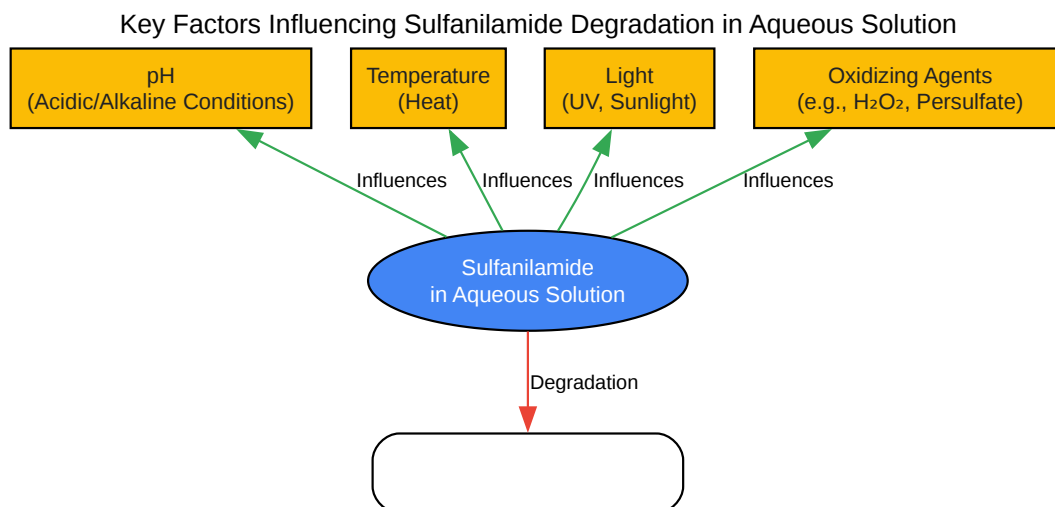 Key Factors Influencing Sulfanilamide Degradation in Aqueous Solution
pH
(Acidic/Alkaline Conditions)
Temperature
(Heat)
Light
(UV, Sunlight)
Oxidizing Agents
(e.g., H₂O₂, Persulfate)
Influences
Influences
Influences
Influences
Sulfanilamide
in Aqueous Solution
Degradation